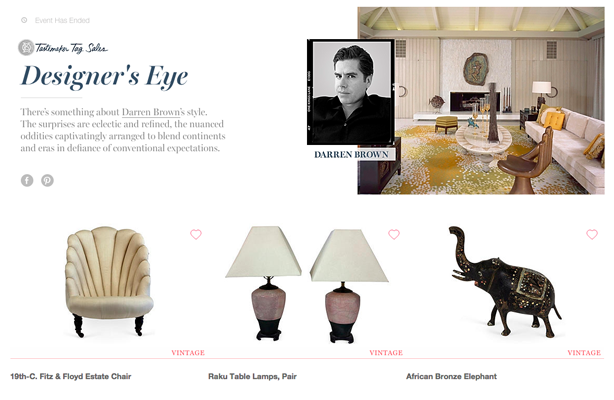 Event Has Ended
Tastemaker Tag Sales
Designer's Eye
There's something about Darren Brown's style.
The surprises are eclectic and refined, the nuanced
oddities captivatingly arranged to blend continents
and eras in defiance of conventional expectations.
DARREN BROWN
VINTAGE
VINTAGE
VINTAGE
19th-C. Fitz & Floyd Estate Chair
Raku Table Lamps, Pair
African Bronze Elephant